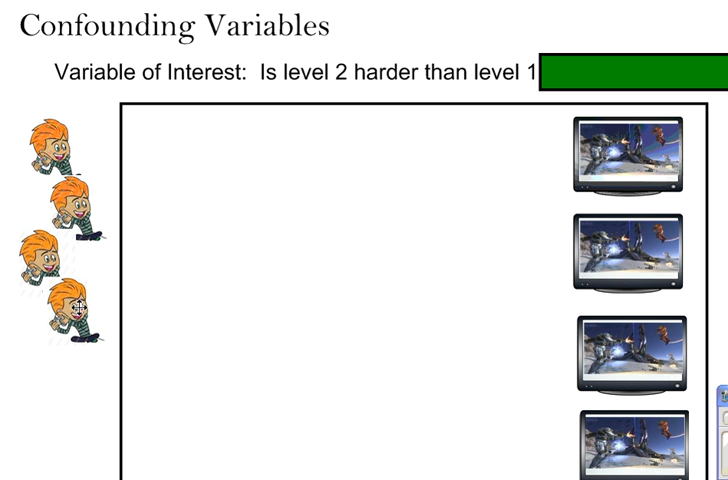 Confounding Variables
Variable of Interest: Is level 2 harder than level 1